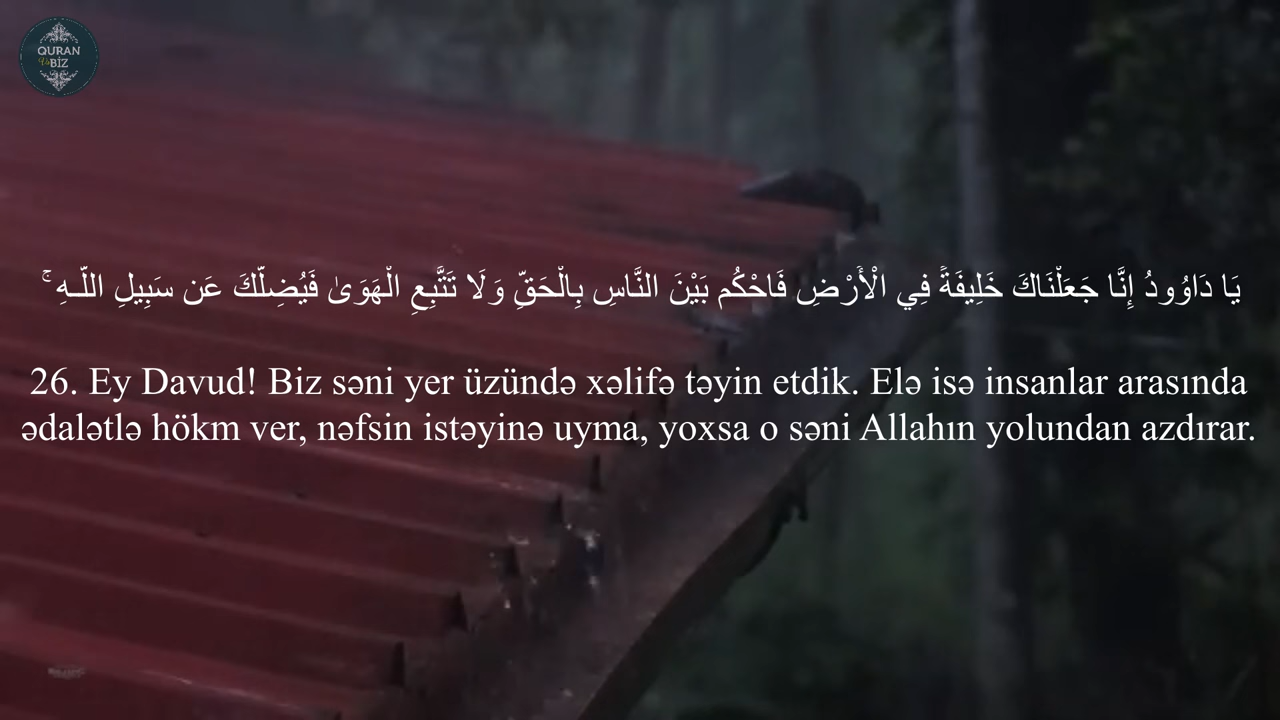 QURAN
Və BİZ
يَا دَاوُودُ إِنَّا جَعَلْنَاكَ خَلِيفَةً فِي الْأَرْضِ فَاحْكُم بَيْنَ النَّاسِ بِالْحَقِّ وَلَا تَتَّبِعِ الْهَوَىٰ فَيُضِلَّكَ عَن سَبِيلِ اللَّـهِ ۚ
26. Ey Davud! Biz səni yer üzündə xəlifə təyin etdik. Elə isə insanlar arasında
ədalətlə hökm ver, nəfsin istəyinə uyma, yoxsa o səni Allahın yolundan azdırar.